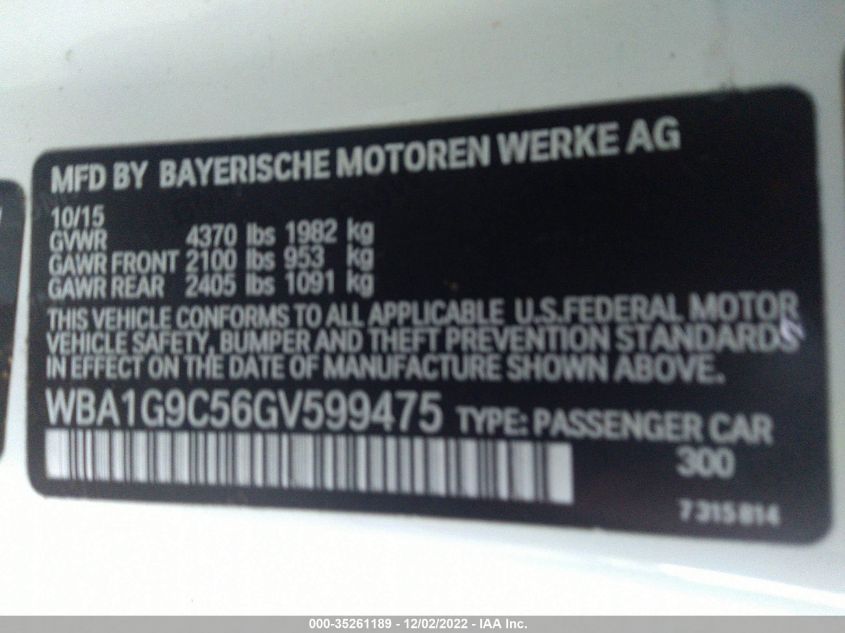 MFD BY BAYERISCHE MOTOREN WERKE AG
10/15
GVWR 4370 lbs 1982 kg
GAWR FRONT 2100 lbs 953 kg
GAWR REAR 2405 lbs 1091 kg
THIS VEHICLE CONFORMS TO ALL APPLICABLE U.S.FEDERAL MOTOR
VEHICLE SAFETY, BUMPER AND THEFT PREVENTION STANDARDS
IN EFFECT ON THE DATE OF MANUFACTURE SHOWN ABOVE.
WBA1G9C56GV599475 TYPE: PASSENGER CAR
300
7 315 814
000-35261189 - 12/02/2022 - IAA Inc.